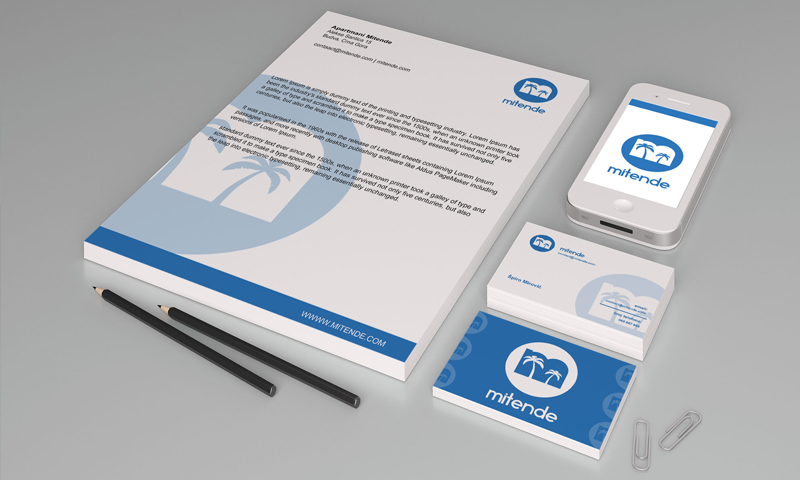 Apartmani Mitende
Alekse Santica 15
Budva, Crna Gora
contact@mitende.com | mitende.com
mitende
Lorem Ipsum is simply dummy text of the printing and typesetting industry. Lorem Ipsum has
been the industry's standard dummy text ever since the 1500s, when an unknown printer took
a galley of type and scrambled it to make a type specimen book. It has survived not only five
centuries, but also the leap into electronic typesetting, remaining essentially unchanged.
It was popularised in the 1960s with the release of Letraset sheets containing Lorem Ipsum
passages, and more recently with desktop publishing software like Aldus PageMaker including
versions of Lorem Ipsum.
standard dummy text ever since the 1500s, when an unknown printer took a galley of type and
scrambled it to make a type specimen book. It has survived not only five centuries, but also
the leap into electronic typesetting, remaining essentially unchanged.
WWWW.MITENDE.COM
mitende
mitende
contact@mitende.com
Spiro Mirović
mitende